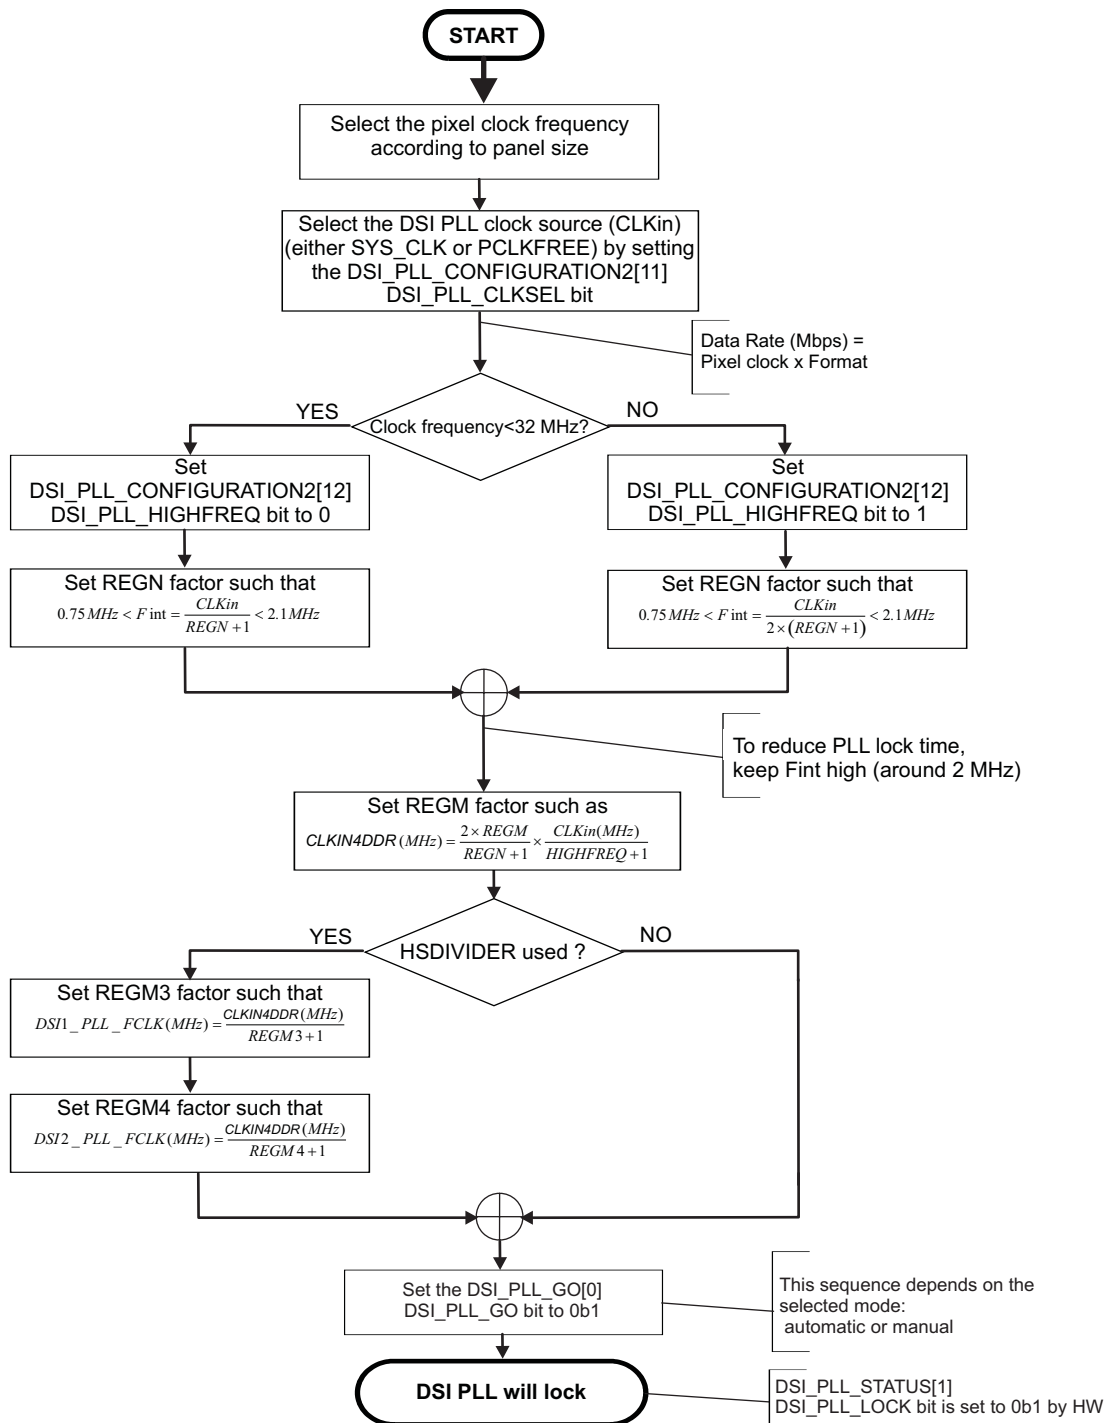 START
Select the pixel clock frequency
according to panel size
Select the DSI PLL clock source (CLKin)
(either SYS_CLK or PCLKFREE) by setting
the DSI_PLL_CONFIGURATION2[11]
DSI_PLL_CLKSEL bit
Data Rate (Mbps) =
Pixel clock x Format
YES
NO
Clock frequency<32 MHz?
Set
DSI_PLL_CONFIGURATION2[12]
DSI_PLL_HIGHFREQ bit to 0
Set
DSI_PLL_CONFIGURATION2[12]
DSI_PLL_HIGHFREQ bit to 1
Set REGN factor such that
0.75 MHz < F int = CLKin / REGN + 1 < 2.1 MHz
Set REGN factor such that
0.75 MHz < F int = CLKin / 2 × (REGN + 1) < 2.1 MHz
To reduce PLL lock time,
keep Fint high (around 2 MHz)
Set REGM factor such as
CLKIN4DDR (MHz) = 2 × REGM / REGN + 1 × CLKin(MHz) / HIGHFREQ + 1
YES
NO
HSDIVIDER used ?
Set REGM3 factor such that
DSI1_PLL_FCLK(MHz) = CLKIN4DDR(MHz) / REGM 3 + 1
Set REGM4 factor such that
DSI2_PLL_FCLK(MHz) = CLKIN4DDR(MHz) / REGM 4 + 1
Set the DSI_PLL_GO[0]
DSI_PLL_GO bit to 0b1
This sequence depends on the
selected mode:
automatic or manual
DSI PLL will lock
DSI_PLL_STATUS[1]
DSI_PLL_LOCK bit is set to 0b1 by HW